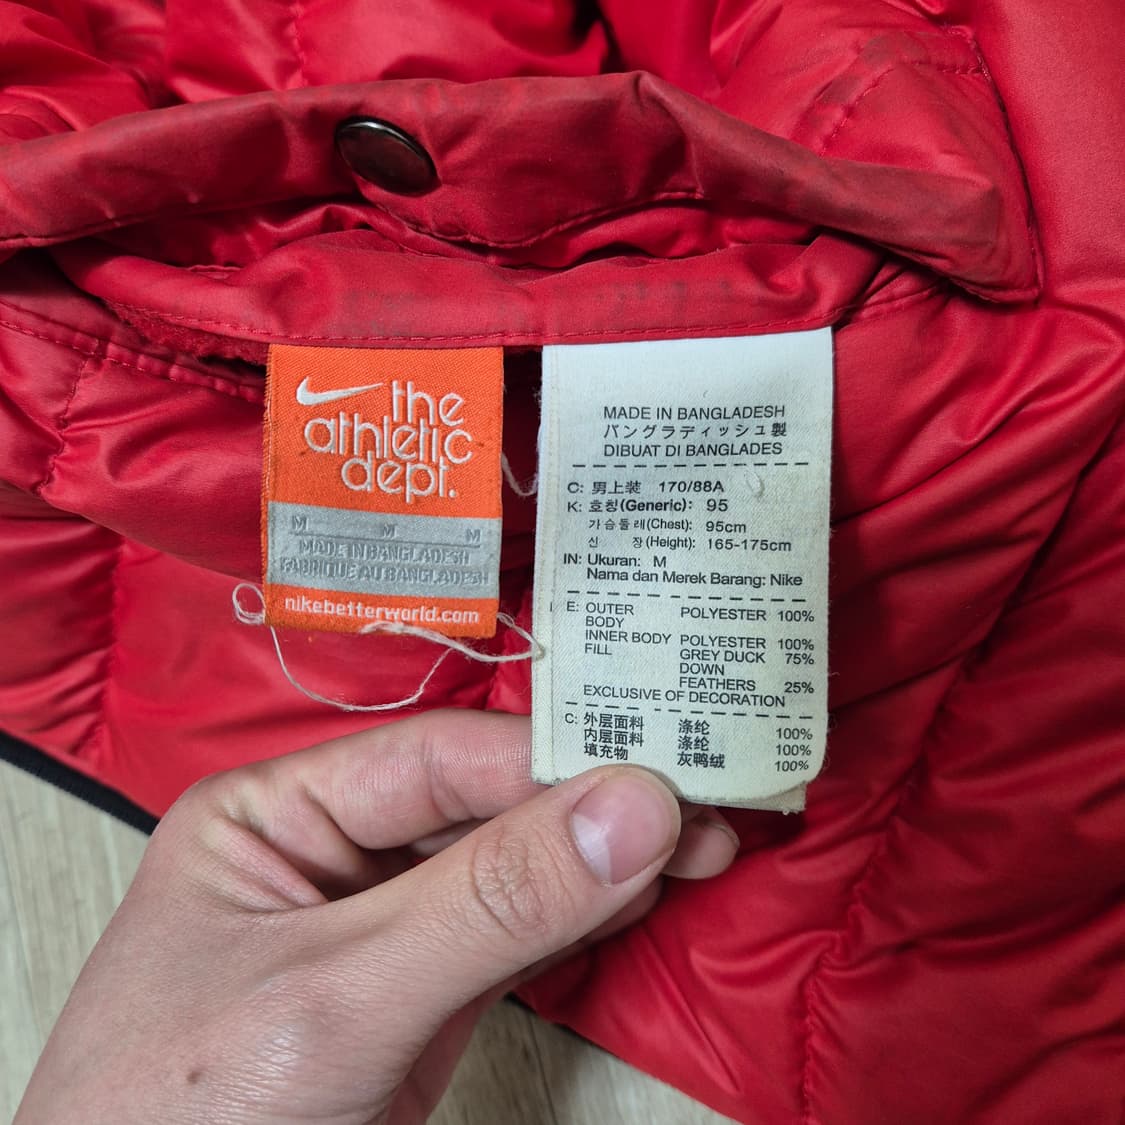 the
athletic
dept.
M M M
MADE IN BANGLADESH
FABRIQUE AU BANGLADESH
nikebetterworld.com
MADE IN BANGLADESH
バングラディッシュ製
DIBUAT DI BANGLADES
C: 男上装 170/88A
K: 호칭(Generic): 95
가슴둘레(Chest): 95cm
신 장(Height): 165-175cm
IN: Ukuran: M
Nama dan Merek Barang: Nike
E: OUTER POLYESTER 100%
BODY
INNER BODY POLYESTER 100%
FILL GREY DUCK 75%
DOWN
FEATHERS 25%
EXCLUSIVE OF DECORATION
C: 外层面料 涤纶 100%
内层面料 涤纶 100%
填充物 灰鸭绒 100%